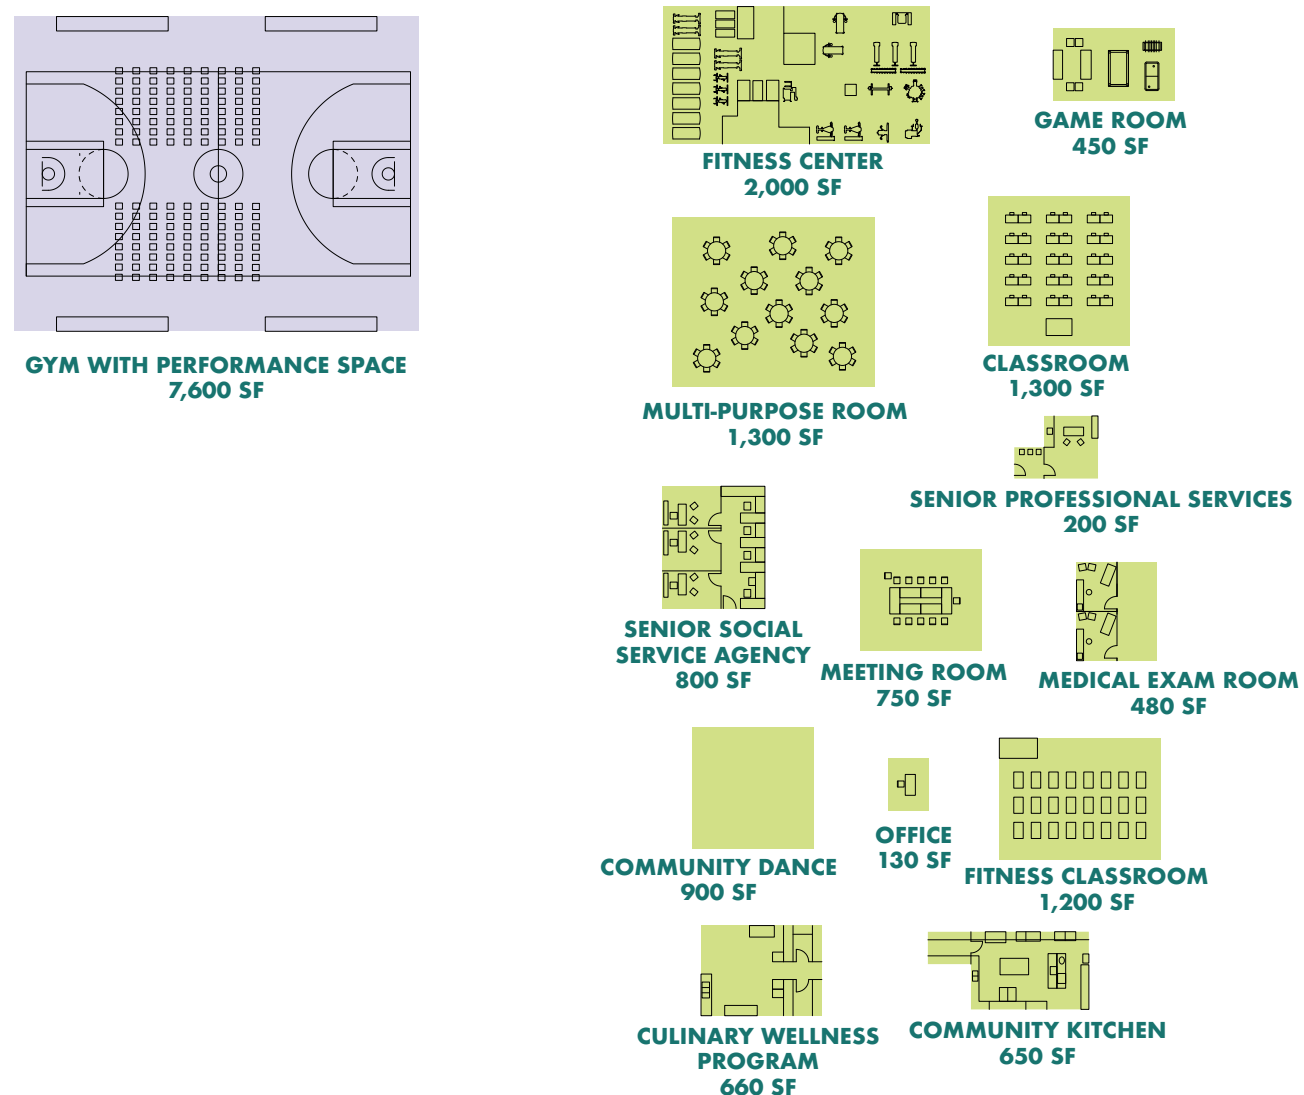 GYM WITH PERFORMANCE SPACE
7,600 SF
FITNESS CENTER
2,000 SF
GAME ROOM
450 SF
MULTI-PURPOSE ROOM
1,300 SF
CLASSROOM
1,300 SF
SENIOR PROFESSIONAL SERVICES
200 SF
SENIOR SOCIAL
SERVICE AGENCY
800 SF
MEETING ROOM
750 SF
MEDICAL EXAM ROOM
480 SF
COMMUNITY DANCE
900 SF
OFFICE
130 SF
FITNESS CLASSROOM
1,200 SF
CULINARY WELLNESS
PROGRAM
660 SF
COMMUNITY KITCHEN
650 SF